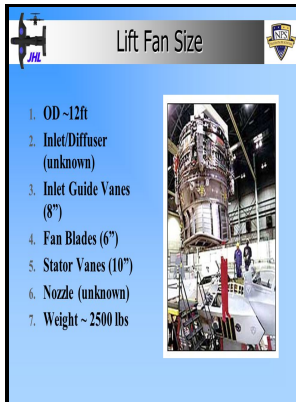 JHL
Lift Fan Size
NPS
1. OD ~12ft
2. Inlet/Diffuser
(unknown)
3. Inlet Guide Vanes
(8”)
4. Fan Blades (6”)
5. Stator Vanes (10”)
6. Nozzle (unknown)
7. Weight ~ 2500 lbs